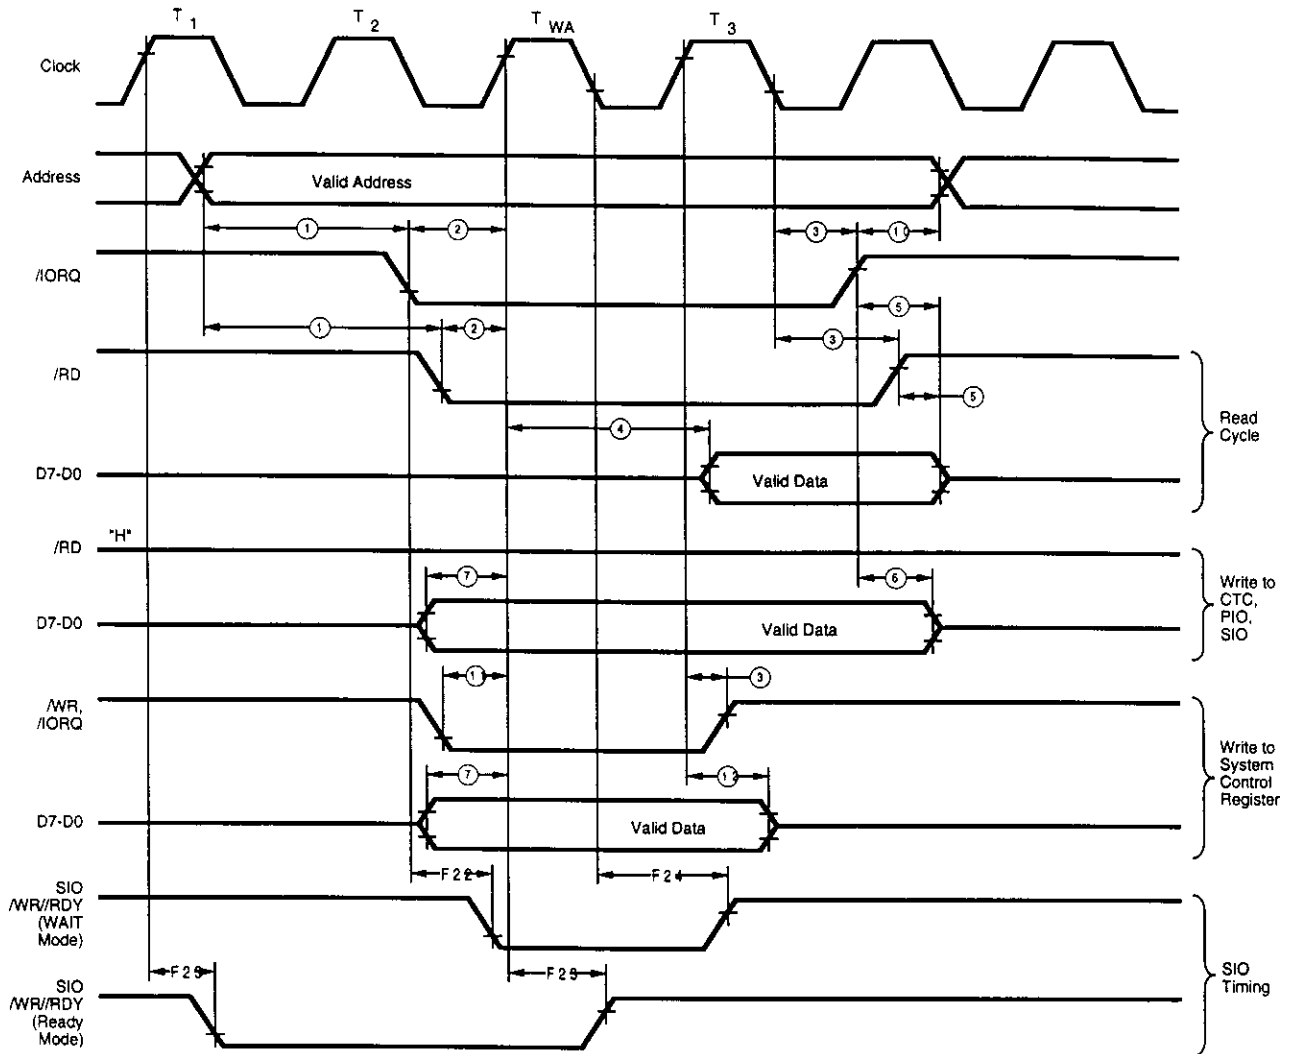 T 1 T 2 T WA T 3
Clock
Address
Valid Address
1 2 3 10
/IORQ
5
1 2
3
/RD
5
4
Read
Cycle
D7-D0
Valid Data
"H"
/RD
7 6
Write to
CTC,
PIO,
SIO
D7-D0
Valid Data
11 3
/WR,
/IORQ
Write to
System
Control
Register
7 12
D7-D0
Valid Data
F22 F24
SIO
/WR//RDY
(WAIT
Mode)
SIO
Timing
SIO
/WR//RDY
(Ready
Mode)